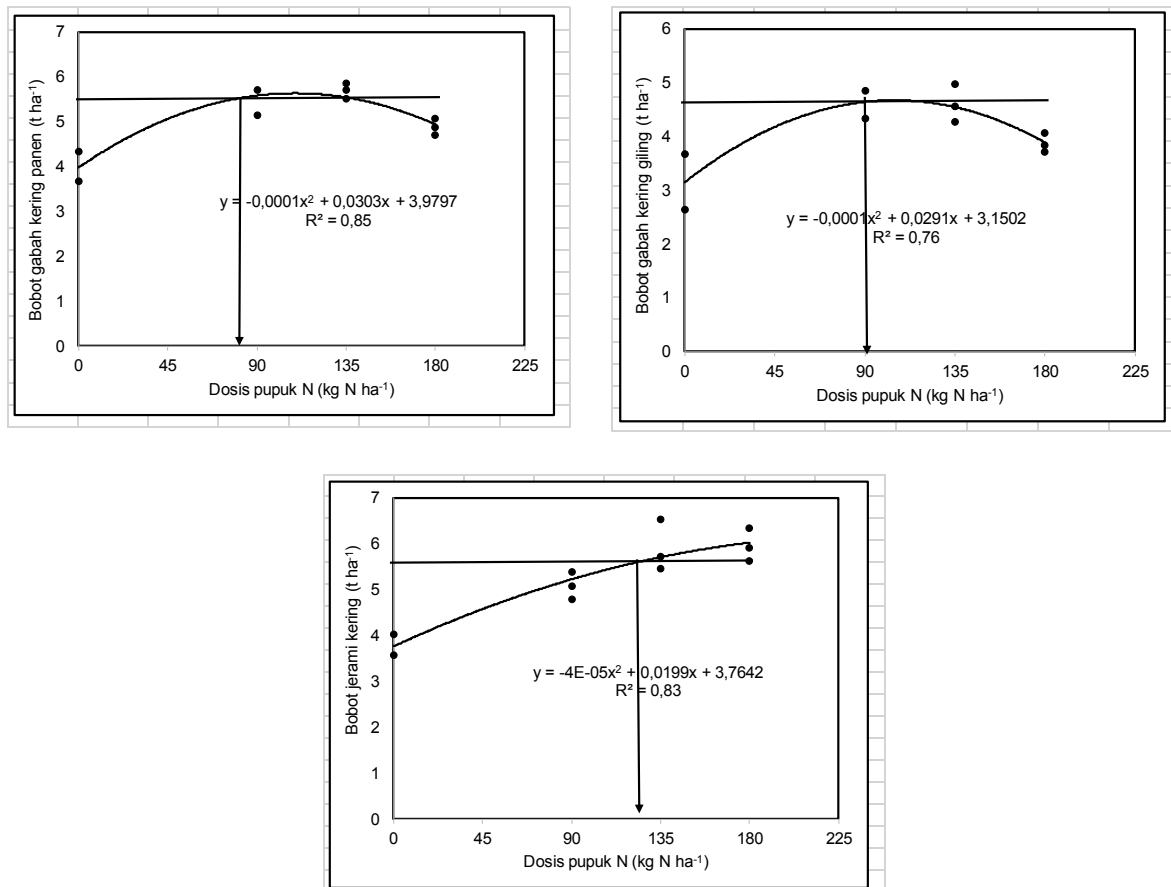 Bobot gabah kering panen (t ha⁻¹)
7
6
5
4
3
2
1
0
y = -0,0001x² + 0,0303x + 3,9797
R² = 0,85
0 45 90 135 180 225
Dosis pupuk N (kg N ha⁻¹)
Bobot gabah kering giling (t ha⁻¹)
6
5
4
3
2
1
0
y = -0,0001x² + 0,0291x + 3,1502
R² = 0,76
0 45 90 135 180 225
Dosis pupuk N (kg N ha⁻¹)
Bobot jerami kering (t ha⁻¹)
7
6
5
4
3
2
1
0
y = -4E-05x² + 0,0199x + 3,7642
R² = 0,83
0 45 90 135 180 225
Dosis pupuk N (kg N ha⁻¹)